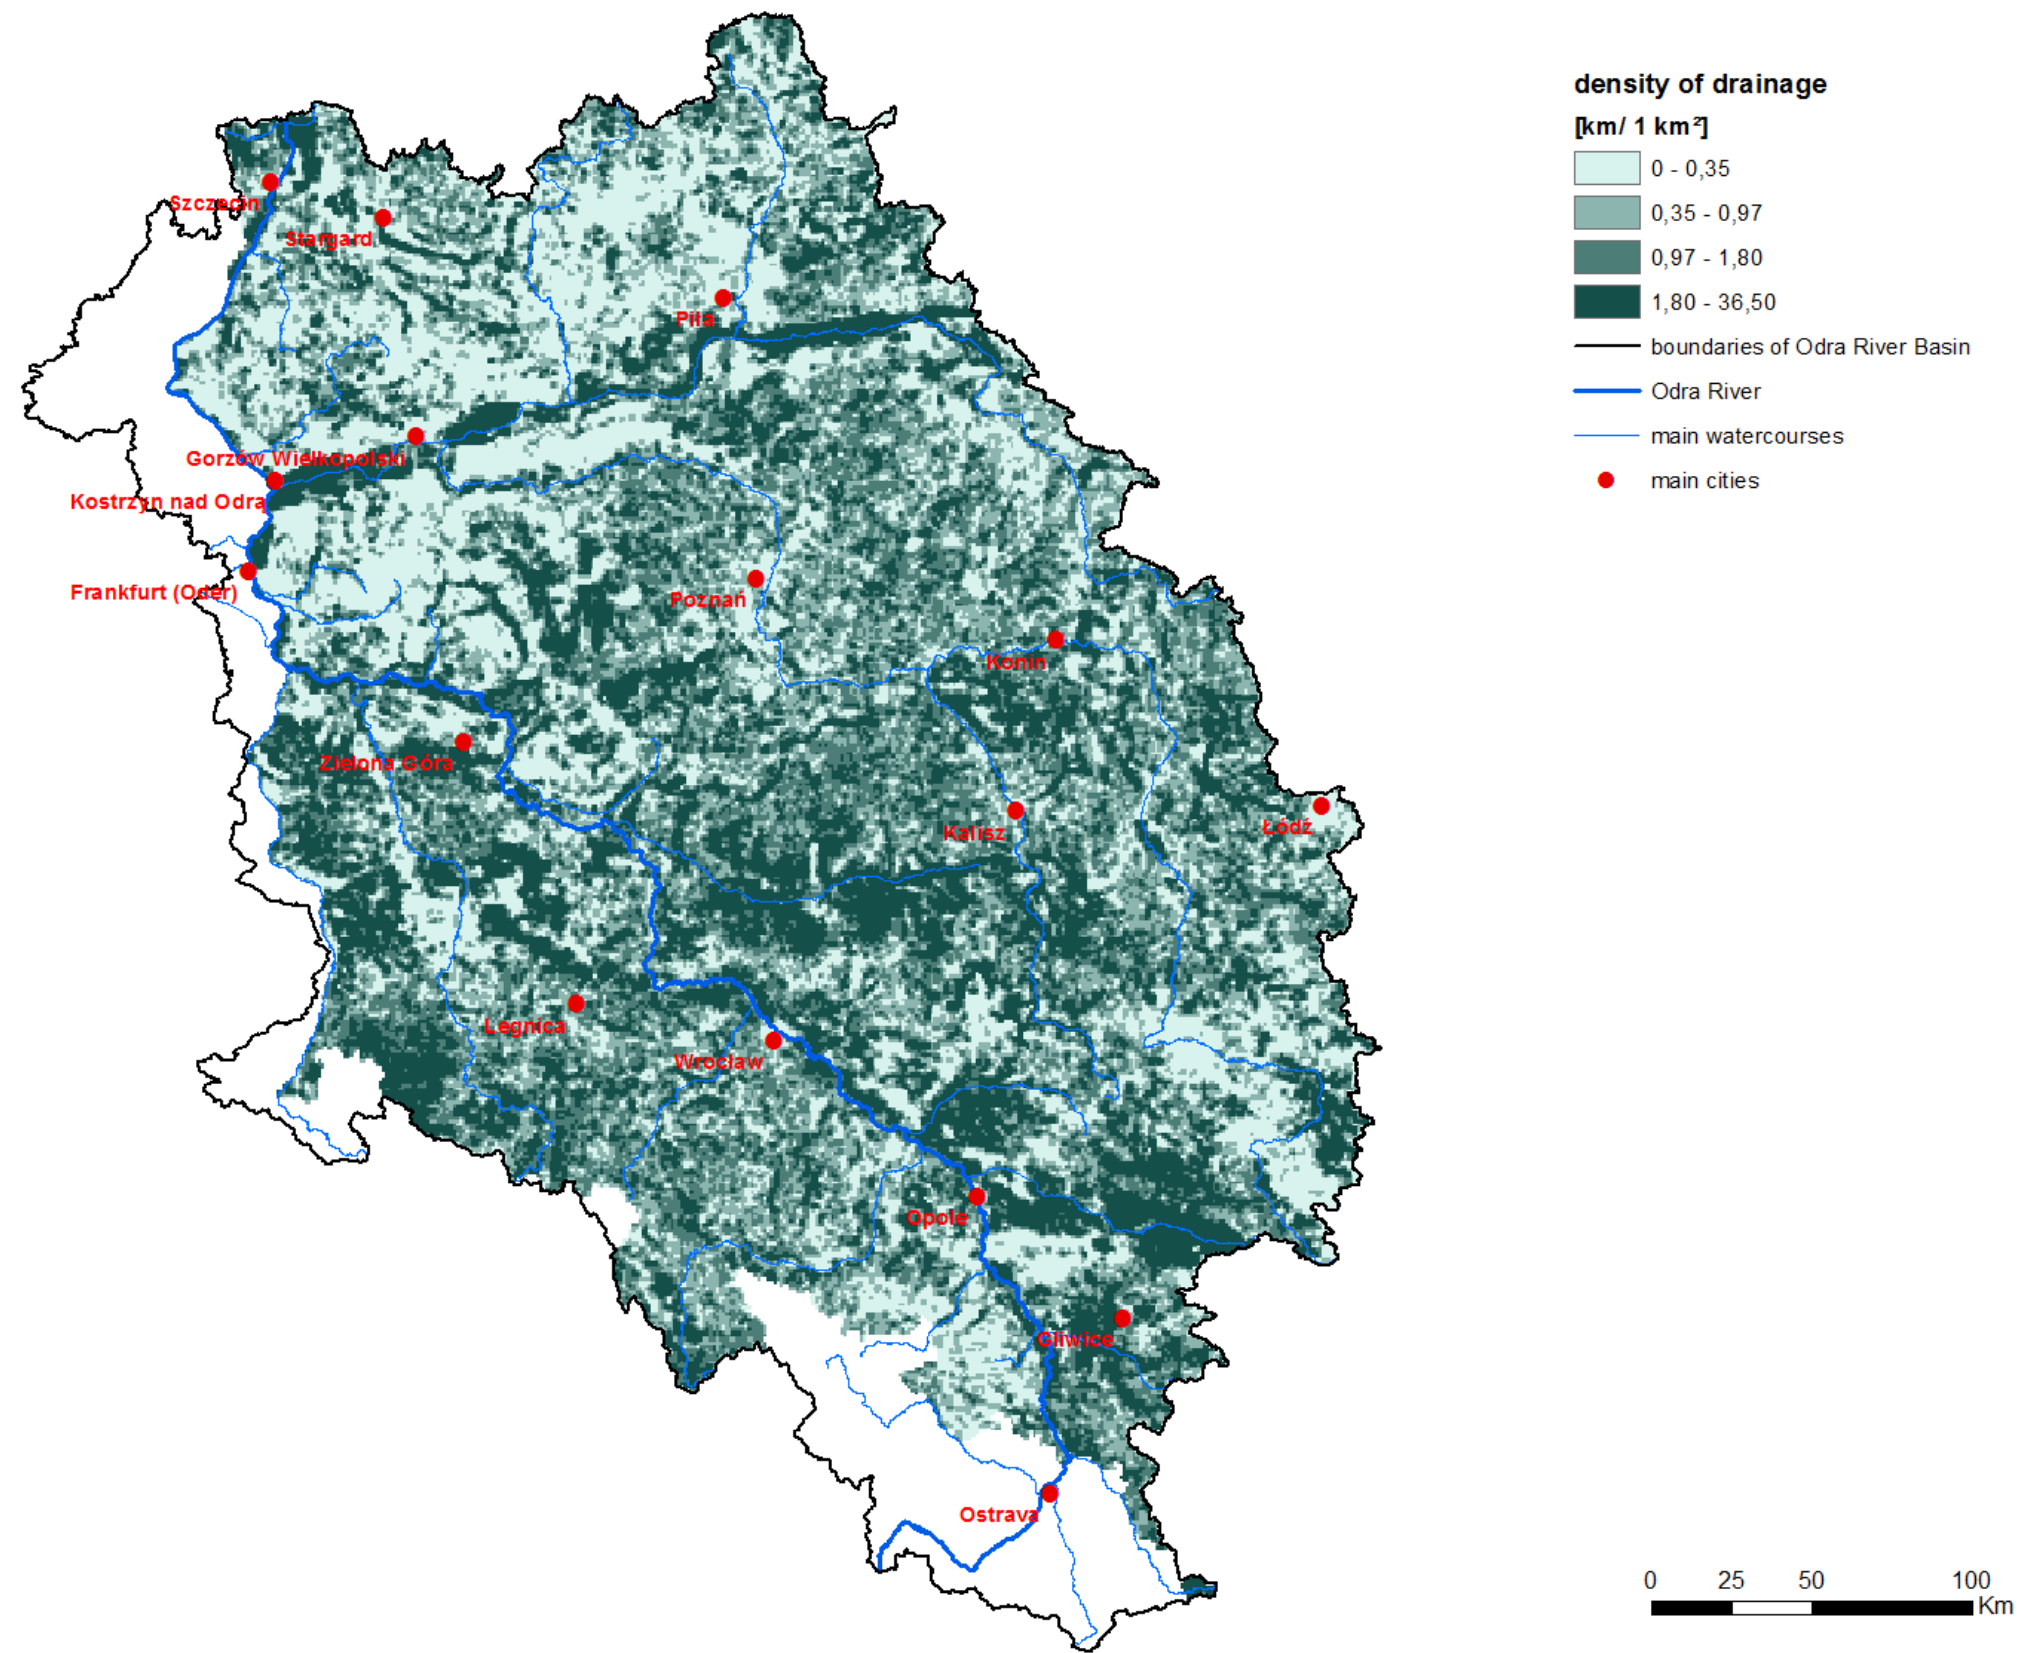 density of drainage
[km/ 1 km²]
0 - 0,35
0,35 - 0,97
0,97 - 1,80
1,80 - 36,50
boundaries of Odra River Basin
Odra River
main watercourses
main cities
Szczecin
Stargard
Piła
Gorzów Wielkopolski
Kostrzyn nad Odrą
Frankfurt (Oder)
Poznań
Konin
Zielona Góra
Kalisz
Łódź
Legnica
Wrocław
Opole
Gliwice
Ostrava
0 25 50 100
Km